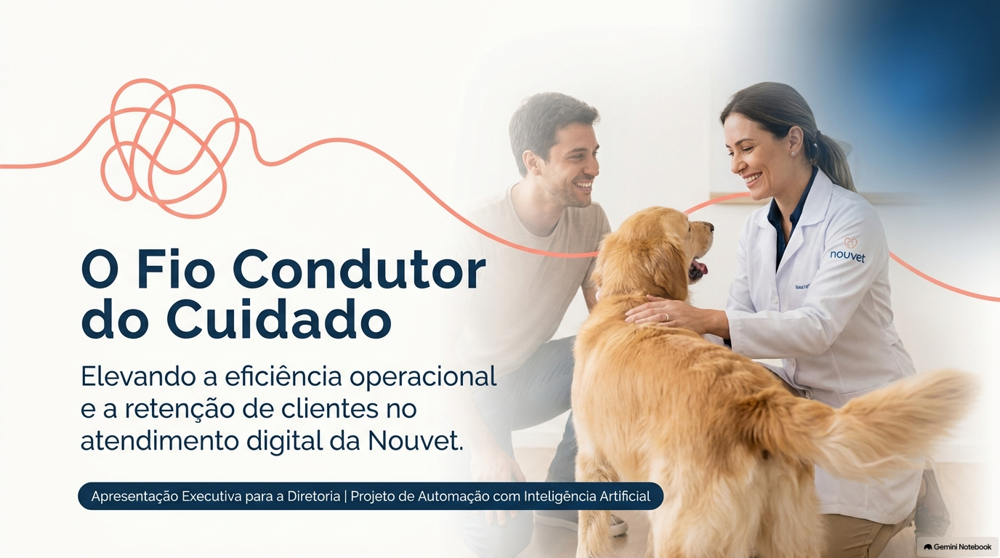 O Fio Condutor
do Cuidado
Elevando a eficiência operacional
e a retenção de clientes no
atendimento digital da Nouvet.
Apresentação Executiva para a Diretoria | Projeto de Automação com Inteligência Artificial
nouvet
Gemini Notebook